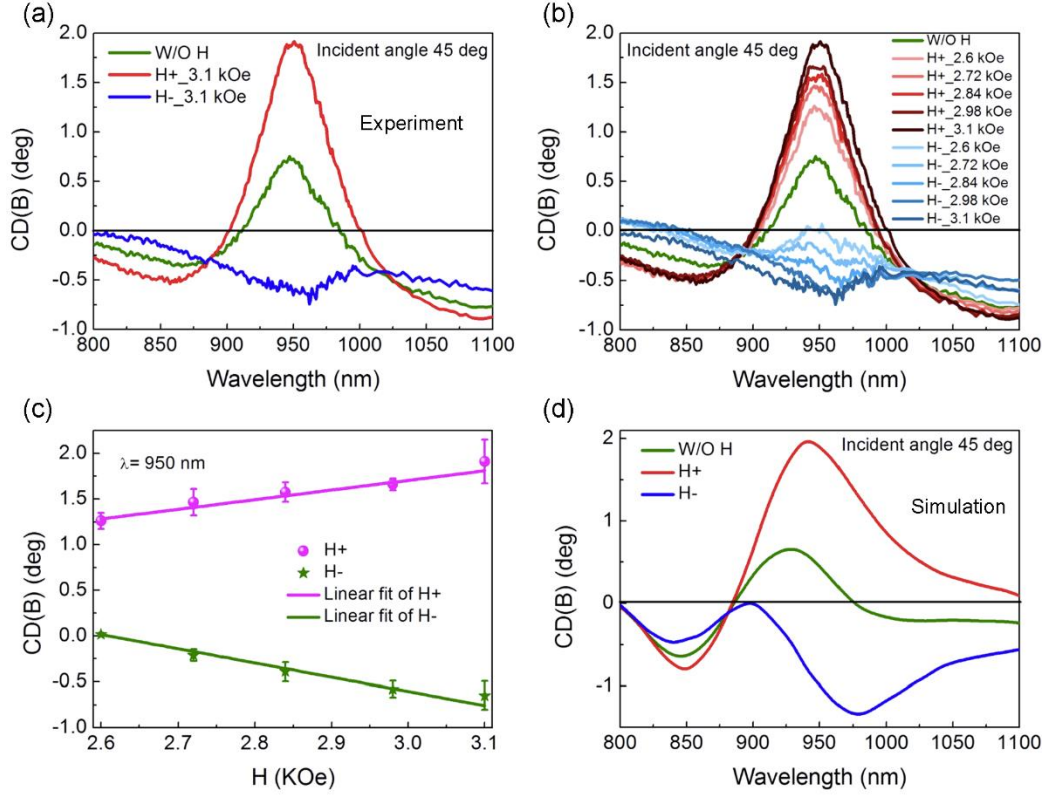 (a)
2.0
1.5
1.0
0.5
0.0
-0.5
-1.0
CD(B) (deg)
W/O H
H+_3.1 kOe
H-_3.1 kOe
Incident angle 45 deg
Experiment
800 850 900 950 1000 1050 1100
Wavelength (nm)
(b)
2.0
1.5
1.0
0.5
0.0
-0.5
-1.0
CD(B) (deg)
Incident angle 45 deg
W/O H
H+_2.6 kOe
H+_2.72 kOe
H+_2.84 kOe
H+_2.98 kOe
H+_3.1 kOe
H-_2.6 kOe
H-_2.72 kOe
H-_2.84 kOe
H-_2.98 kOe
H-_3.1 kOe
800 850 900 950 1000 1050 1100
Wavelength (nm)
(c)
2.0
1.5
1.0
0.5
0.0
-0.5
-1.0
CD(B) (deg)
λ= 950 nm
H+
H-
Linear fit of H+
Linear fit of H-
2.6 2.7 2.8 2.9 3.0 3.1
H (KOe)
(d)
2
1
0
-1
CD(B) (deg)
W/O H
H+
H-
Incident angle 45 deg
Simulation
800 850 900 950 1000 1050 1100
Wavelength (nm)